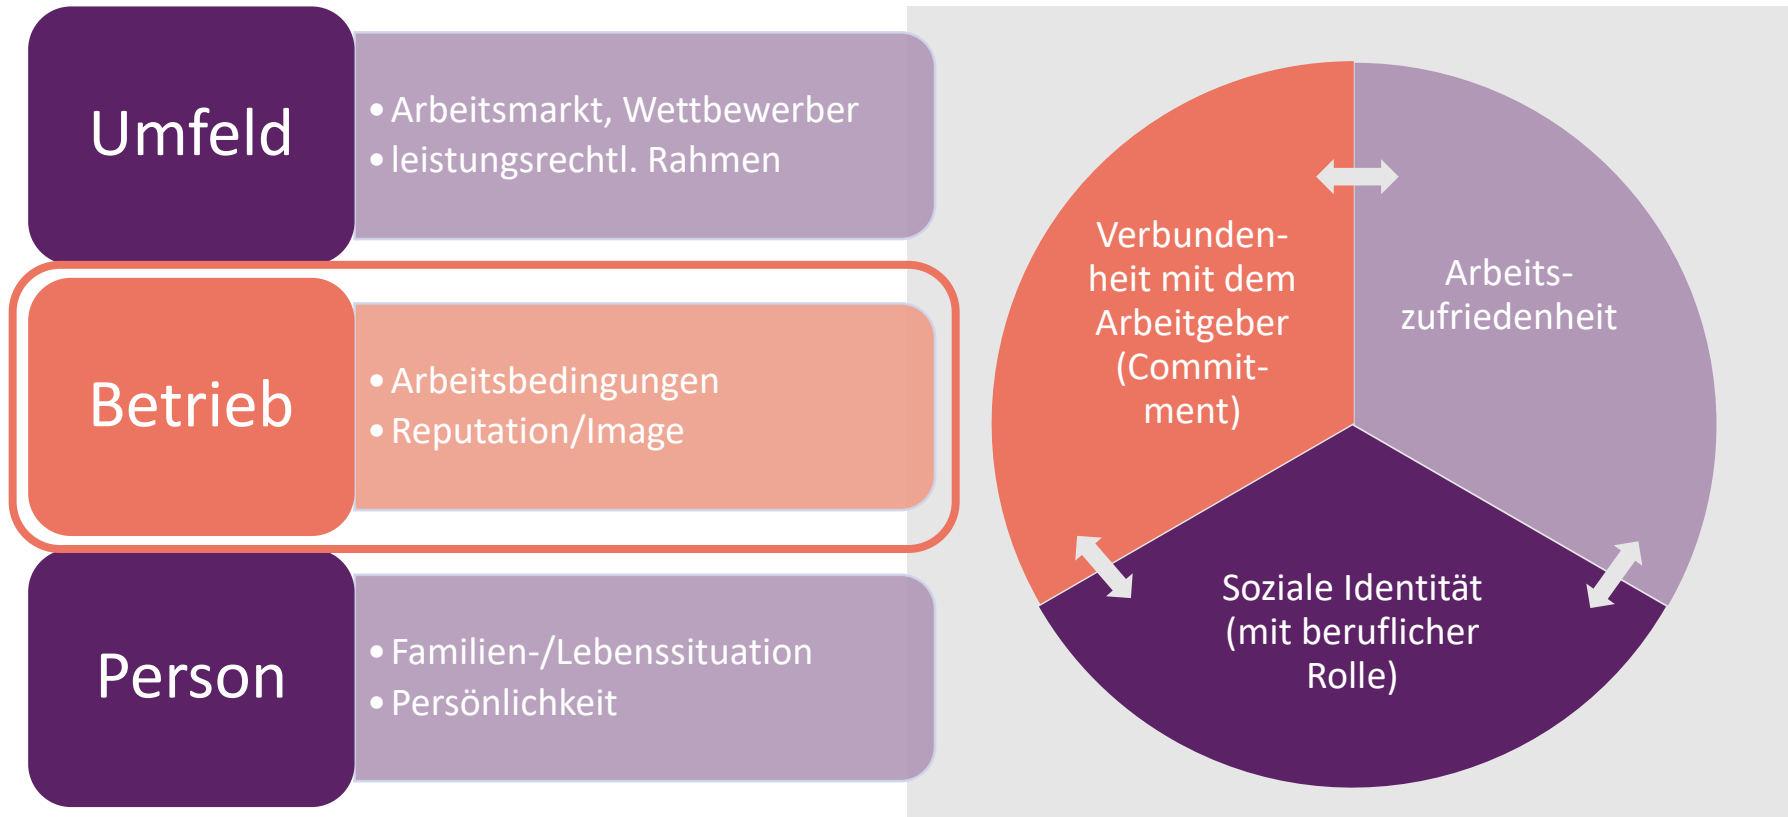 Umfeld
• Arbeitsmarkt, Wettbewerber
• leistungsrechtl. Rahmen
Betrieb
• Arbeitsbedingungen
• Reputation/Image
Person
• Familien-/Lebenssituation
• Persönlichkeit
Verbunden-
heit mit dem
Arbeitgeber
(Commit-
ment)
Arbeits-
zufriedenheit
Soziale Identität
(mit beruflicher
Rolle)